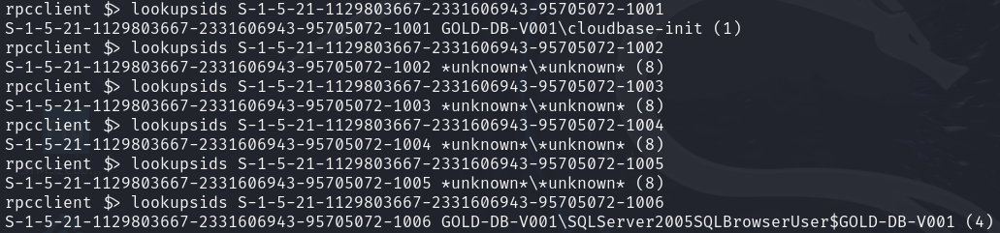 rpcclient $> lookupsids S-1-5-21-1129803667-2331606943-95705072-1001
S-1-5-21-1129803667-2331606943-95705072-1001 GOLD-DB-V001\cloudbase-init (1)
rpcclient $> lookupsids S-1-5-21-1129803667-2331606943-95705072-1002
S-1-5-21-1129803667-2331606943-95705072-1002 *unknown*\*unknown* (8)
rpcclient $> lookupsids S-1-5-21-1129803667-2331606943-95705072-1003
S-1-5-21-1129803667-2331606943-95705072-1003 *unknown*\*unknown* (8)
rpcclient $> lookupsids S-1-5-21-1129803667-2331606943-95705072-1004
S-1-5-21-1129803667-2331606943-95705072-1004 *unknown*\*unknown* (8)
rpcclient $> lookupsids S-1-5-21-1129803667-2331606943-95705072-1005
S-1-5-21-1129803667-2331606943-95705072-1005 *unknown*\*unknown* (8)
rpcclient $> lookupsids S-1-5-21-1129803667-2331606943-95705072-1006
S-1-5-21-1129803667-2331606943-95705072-1006 GOLD-DB-V001\SQLServer2005SQLBrowserUser$GOLD-DB-V001 (4)